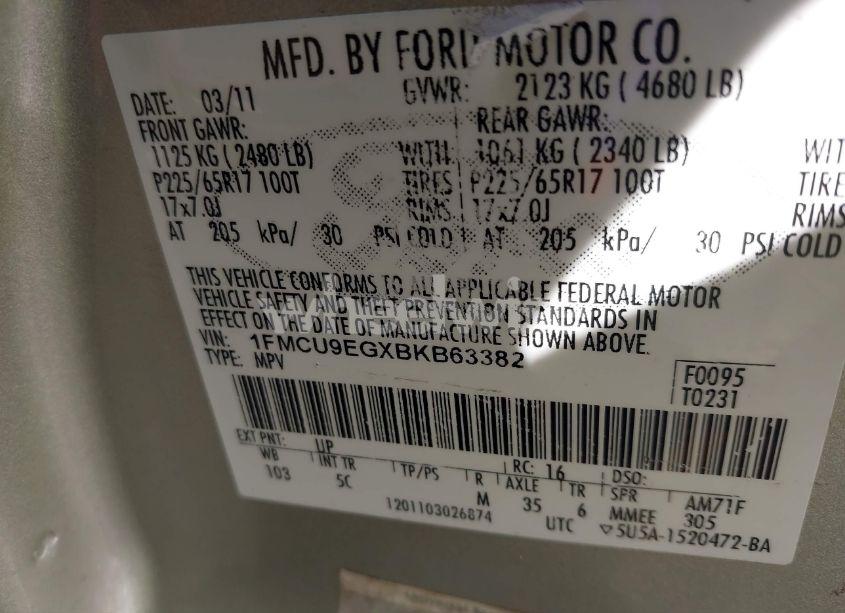 MFD. BY FORD MOTOR CO.
DATE: 03/11 GVWR: 2123 KG ( 4680 LB)
FRONT GAWR: REAR GAWR:
1125 KG ( 2480 LB) WITH 1061 KG ( 2340 LB) WIT
P225/65R17 100T TIRES P225/65R17 100T TIRE
17x7.0J RIMS 17x7.0J RIMS
AT 205 kPa/ 30 PSI COLD AT 205 kPa/ 30 PSI COLD
THIS VEHICLE CONFORMS TO ALL APPLICABLE FEDERAL MOTOR
VEHICLE SAFETY AND THEFT PREVENTION STANDARDS IN
EFFECT ON THE DATE OF MANUFACTURE SHOWN ABOVE.
VIN: 1FMCU9EGXBKB63382
TYPE: MPV
F0095
T0231
EXT PNT: UP RC: 16 DSO:
WB INT TR TP/PS R AXLE TR SPR AM71F
103 5C M 35 6 MMEE 305
1201103026874 UTC ▽5U5A-1520472-BA